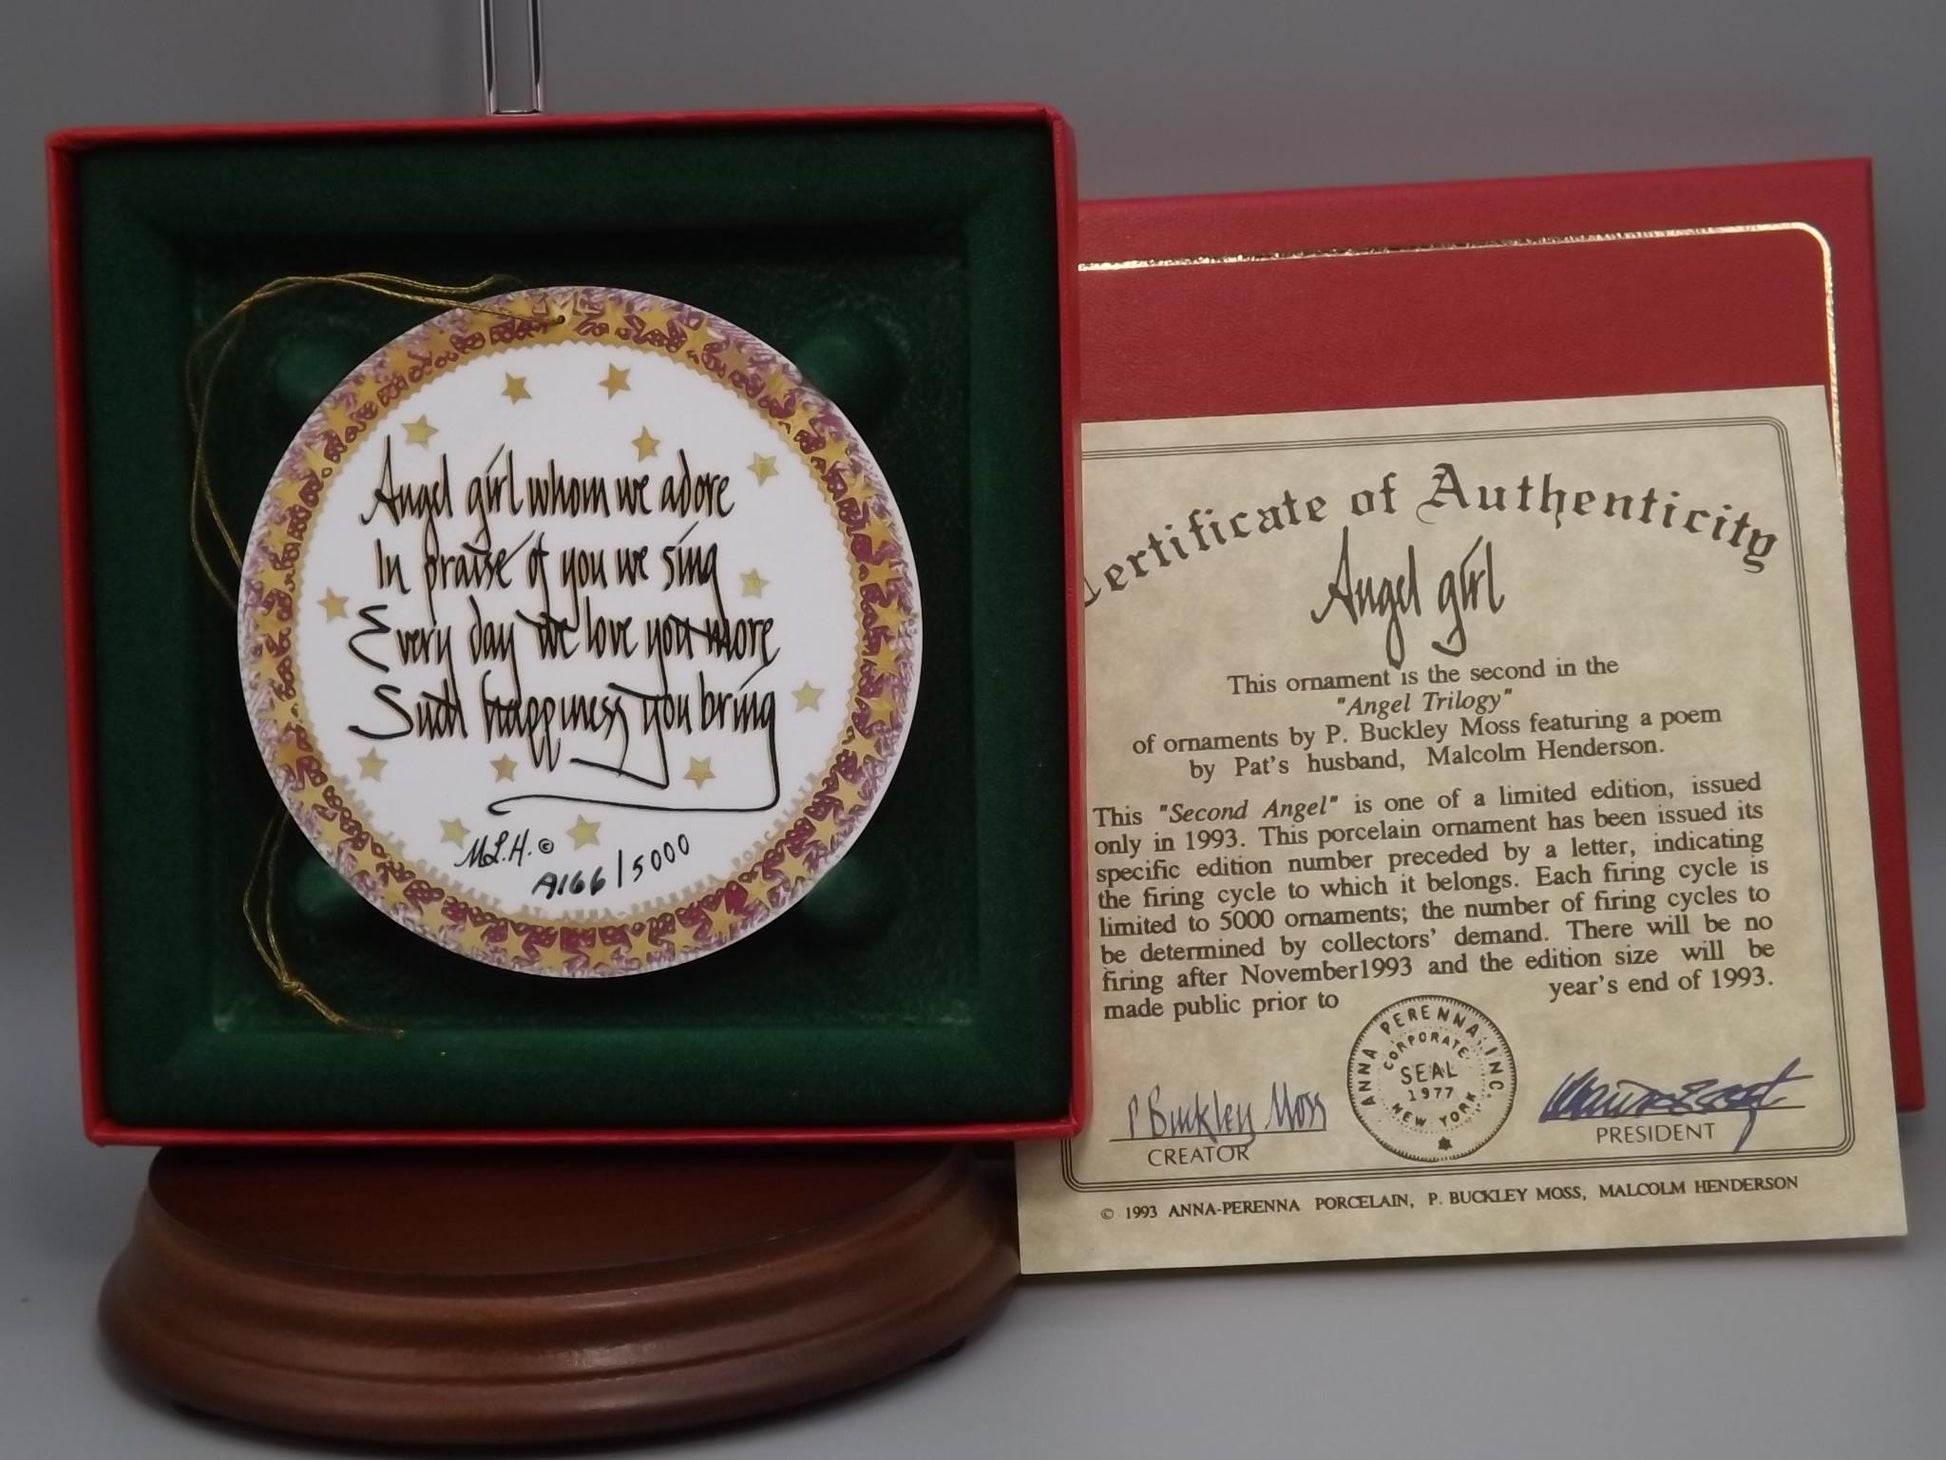 Angel girl whom we adore
In praise of you we sing
Every day we love you more
Such happiness you bring
M.L.H. ©
A166/5000
Certificate of Authenticity
Angel girl
This ornament is the second in the
"Angel Trilogy"
of ornaments by P. Buckley Moss featuring a poem
by Pat's husband, Malcolm Henderson.
This "Second Angel" is one of a limited edition, issued
only in 1993. This porcelain ornament has been issued its
specific edition number preceded by a letter, indicating
the firing cycle to which it belongs. Each firing cycle is
limited to 5000 ornaments; the number of firing cycles to
be determined by collectors' demand. There will be no
firing after November1993 and the edition size will be
made public prior to year's end of 1993.
ANNA PERENNA, INC.
CORPORATE
SEAL
1977
NEW YORK
P Buckley Moss
CREATOR
PRESIDENT
© 1993 ANNA-PERENNA PORCELAIN, P. BUCKLEY MOSS, MALCOLM HENDERSON